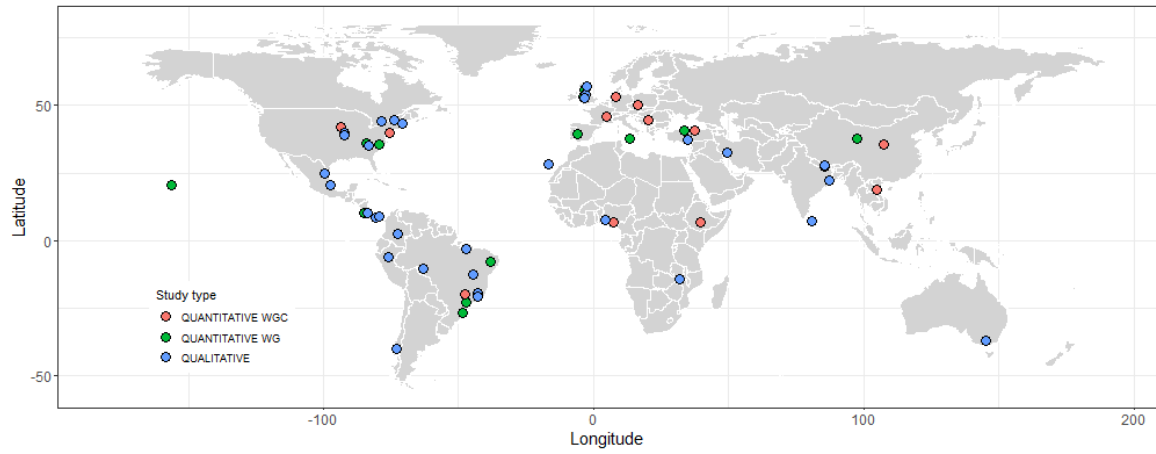 50
0
-50
Latitude
Study type
QUANTITATIVE WGC
QUANTITATIVE WG
QUALITATIVE
-100
0
100
200
Longitude